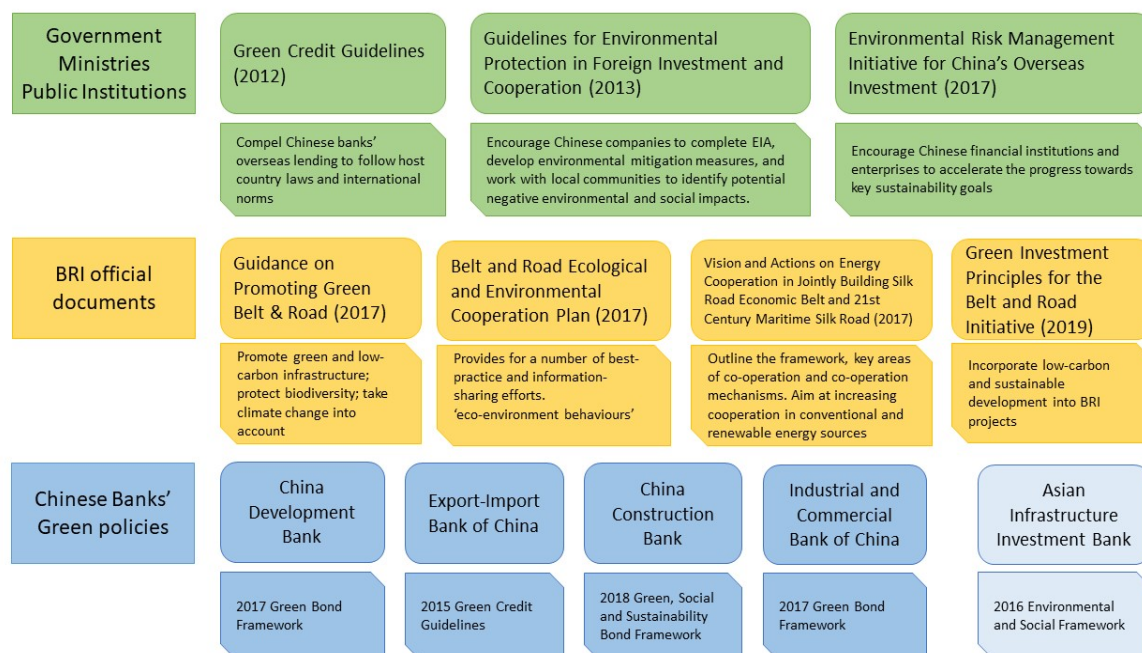 Government
Ministries
Public Institutions
Green Credit Guidelines
(2012)
Guidelines for Environmental
Protection in Foreign Investment and
Cooperation (2013)
Environmental Risk Management
Initiative for China's Overseas
Investment (2017)
Compel Chinese banks'
overseas lending to follow host
country laws and international
norms
Encourage Chinese companies to complete EIA,
develop environmental mitigation measures, and
work with local communities to identify potential
negative environmental and social impacts.
Encourage Chinese financial institutions and
enterprises to accelerate the progress towards
key sustainability goals
BRI official
documents
Guidance on
Promoting Green
Belt & Road (2017)
Belt and Road Ecological
and Environmental
Cooperation Plan (2017)
Vision and Actions on Energy
Cooperation in Jointly Building Silk
Road Economic Belt and 21st
Century Maritime Silk Road (2017)
Green Investment
Principles for the
Belt and Road
Initiative (2019)
Promote green and low-
carbon infrastructure;
protect biodiversity; take
climate change into
account
Provides for a number of best-
practice and information-
sharing efforts.
'eco-environment behaviours'
Outline the framework, key areas
of co-operation and co-operation
mechanisms. Aim at increasing
cooperation in conventional and
renewable energy sources
Incorporate low-carbon
and sustainable
development into BRI
projects
Chinese Banks'
Green policies
China
Development
Bank
Export-Import
Bank of China
China
Construction
Bank
Industrial and
Commercial
Bank of China
Asian
Infrastructure
Investment Bank
2017 Green Bond
Framework
2015 Green Credit
Guidelines
2018 Green, Social
and Sustainability
Bond Framework
2017 Green Bond
Framework
2016 Environmental
and Social Framework